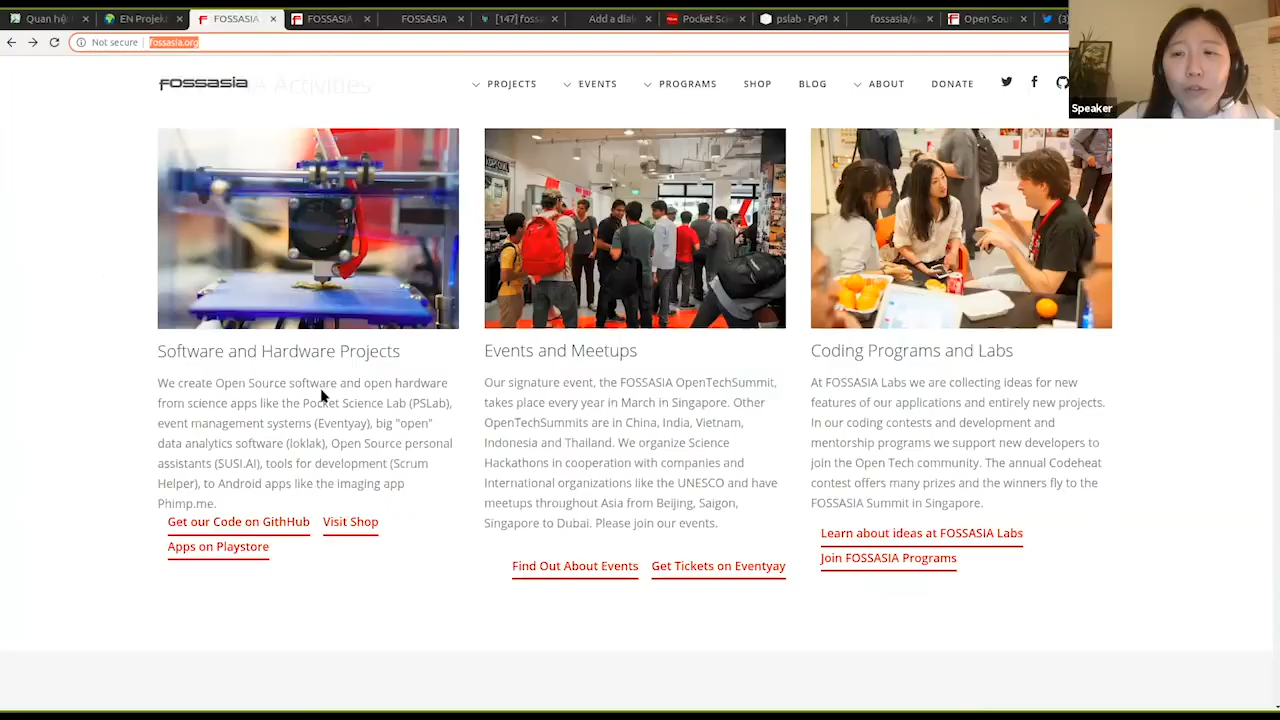 Quan hệ
EN Projekt
FOSSASIA
FOSSASIA
FOSSASIA
[147] foss
Add a dial
Pocket Scie
pslab · PyPI
fossasia/s
Open Sour
(3)
Not secure
fossasia.org
Speaker
FOSSASIA
PROJECTS
EVENTS
PROGRAMS
SHOP
BLOG
ABOUT
DONATE
Activities
Software and Hardware Projects
We create Open Source software and open hardware
from science apps like the Pocket Science Lab (PSLab),
event management systems (Eventyay), big "open"
data analytics software (loklak), Open Source personal
assistants (SUSI.AI), tools for development (Scrum
Helper), to Android apps like the imaging app
Phimp.me.
Get our Code on GithHub Visit Shop
Apps on Playstore
Events and Meetups
Our signature event, the FOSSASIA OpenTechSummit,
takes place every year in March in Singapore. Other
OpenTechSummits are in China, India, Vietnam,
Indonesia and Thailand. We organize Science
Hackathons in cooperation with companies and
International organizations like the UNESCO and have
meetups throughout Asia from Beijing, Saigon,
Singapore to Dubai. Please join our events.
Find Out About Events Get Tickets on Eventyay
Coding Programs and Labs
At FOSSASIA Labs we are collecting ideas for new
features of our applications and entirely new projects.
In our coding contests and development and
mentorship programs we support new developers to
join the Open Tech community. The annual Codeheat
contest offers many prizes and the winners fly to the
FOSSASIA Summit in Singapore.
Learn about ideas at FOSSASIA Labs
Join FOSSASIA Programs